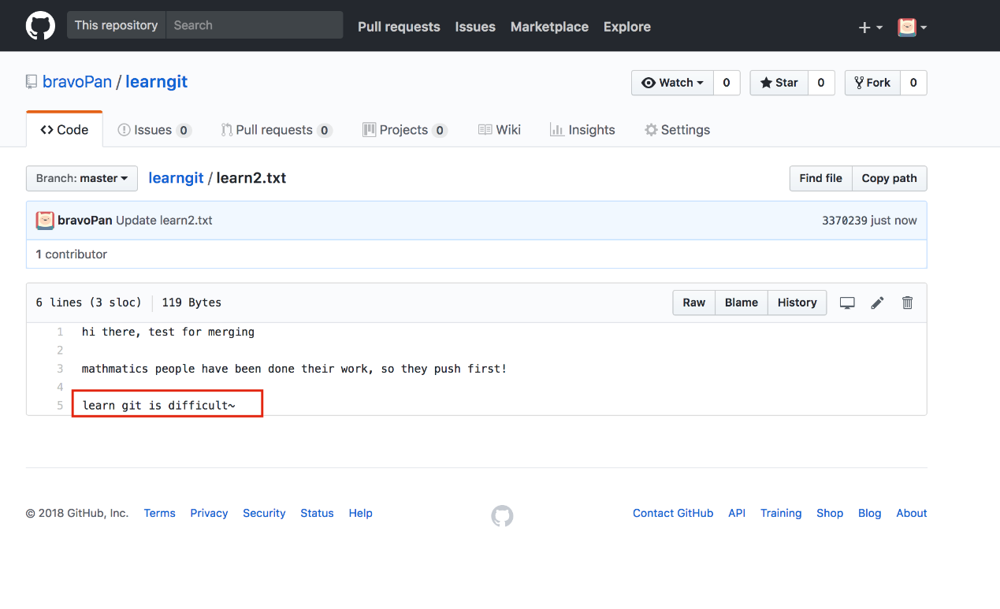 This repository Search Pull requests Issues Marketplace Explore
bravoPan / learngit
Watch 0 Star 0 Fork 0
Code Issues 0 Pull requests 0 Projects 0 Wiki Insights Settings
Branch: master learngit / learn2.txt Find file Copy path
bravoPan Update learn2.txt 3370239 just now
1 contributor
6 lines (3 sloc) 119 Bytes Raw Blame History
1 hi there, test for merging
2
3 mathmatics people have been done their work, so they push first!
4
5 learn git is difficult~
© 2018 GitHub, Inc. Terms Privacy Security Status Help Contact GitHub API Training Shop Blog About